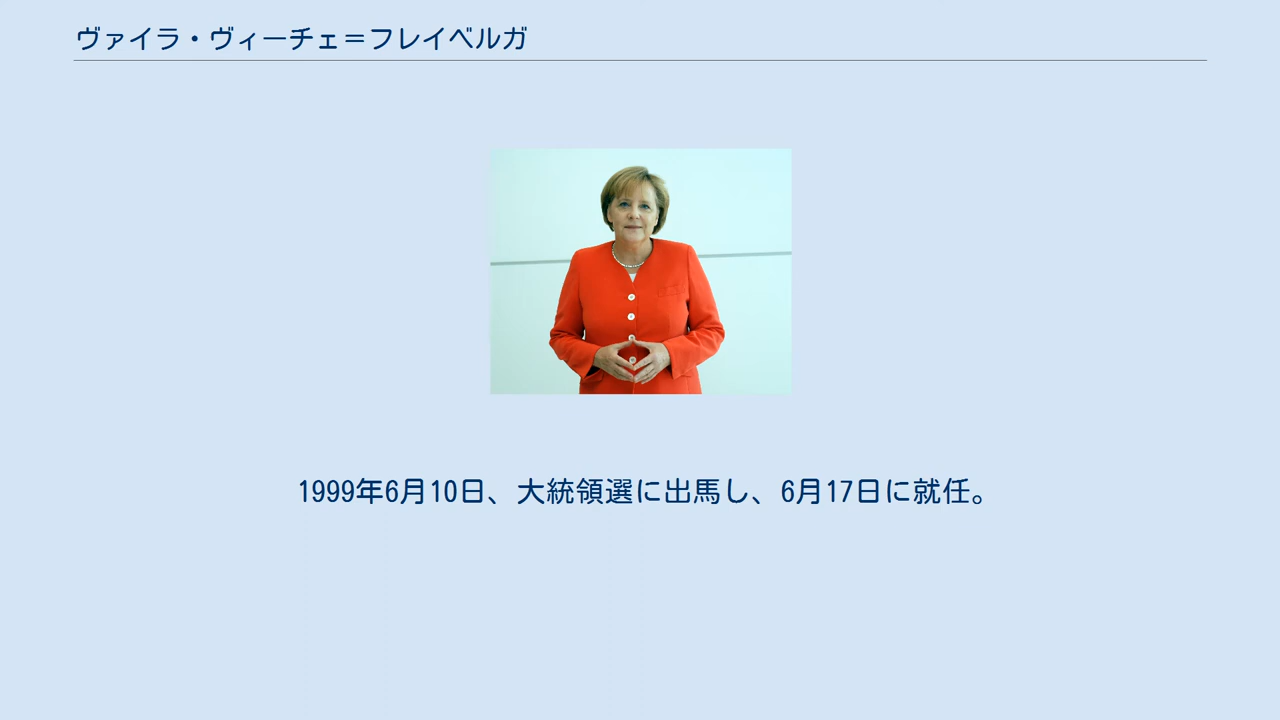 ヴァイラ・ヴィーチェ＝フレイベルガ
1999年6月10日、大統領選に出馬し、6月17日に就任。